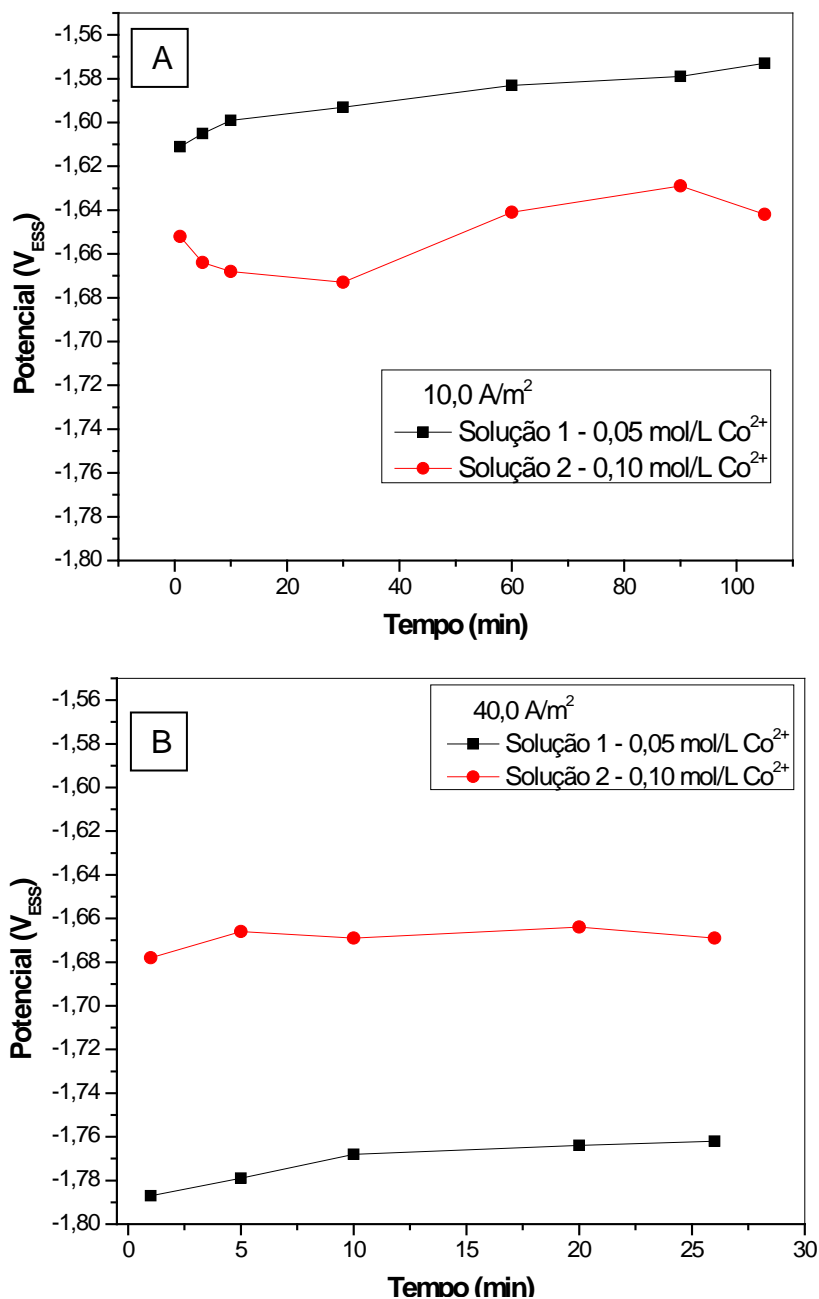 A
-1,56
-1,58
-1,60
-1,62
-1,64
-1,66
-1,68
-1,70
-1,72
-1,74
-1,76
-1,78
-1,80
Potencial (V_ESS)
10,0 A/m²
Solução 1 - 0,05 mol/L Co²⁺
Solução 2 - 0,10 mol/L Co²⁺
0 20 40 60 80 100
Tempo (min)
B
-1,56
-1,58
-1,60
-1,62
-1,64
-1,66
-1,68
-1,70
-1,72
-1,74
-1,76
-1,78
-1,80
Potencial (V_ESS)
40,0 A/m²
Solução 1 - 0,05 mol/L Co²⁺
Solução 2 - 0,10 mol/L Co²⁺
0 5 10 15 20 25 30
Tempo (min)